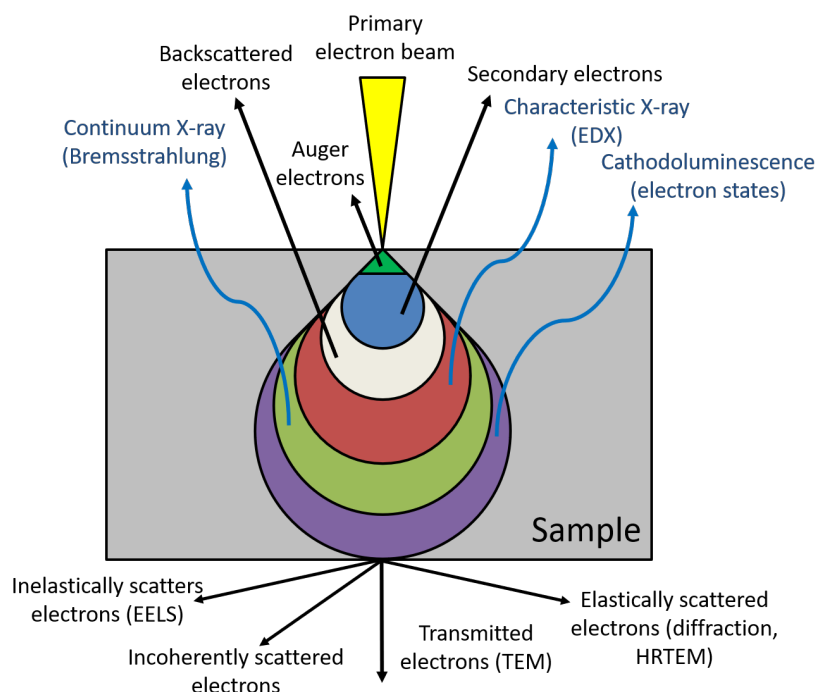 Primary
electron beam
Backscattered
electrons
Secondary electrons
Characteristic X-ray
(EDX)
Continuum X-ray
(Bremsstrahlung)
Auger
electrons
Cathodoluminescence
(electron states)
Sample
Inelastically scatters
electrons (EELS)
Incoherently scattered
electrons
Transmitted
electrons (TEM)
Elastically scattered
electrons (diffraction,
HRTEM)